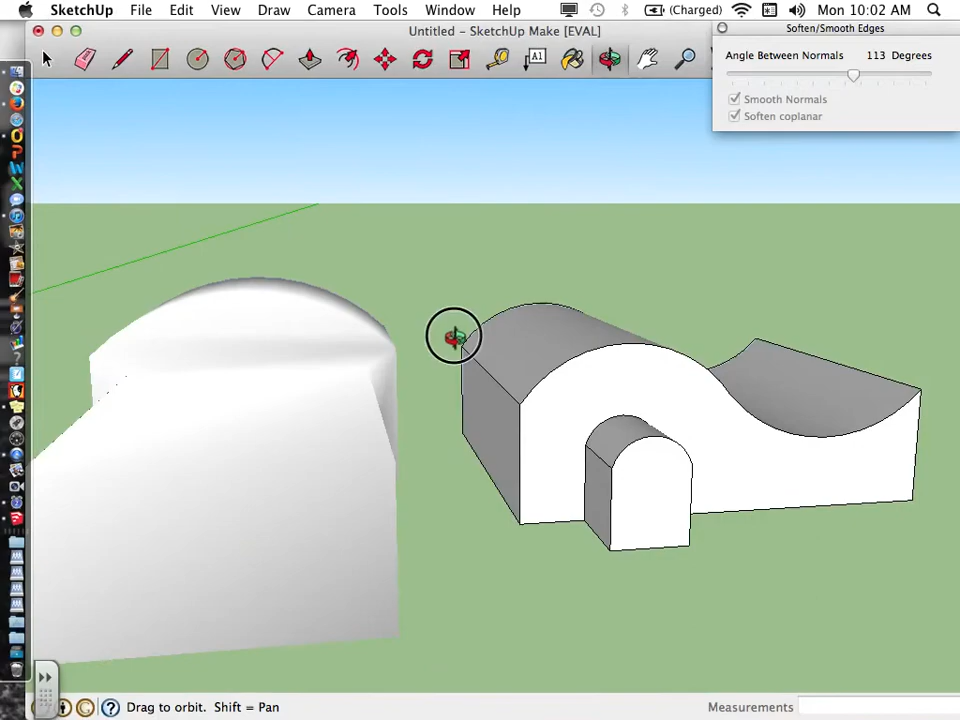 SketchUp File Edit View Draw Camera Tools Window Help (Charged) Mon 10:02 AM
Untitled – SketchUp Make [EVAL]
Soften/Smooth Edges
A1
Angle Between Normals 113 Degrees
Smooth Normals
Soften coplanar
Drag to orbit. Shift = Pan
Measurements